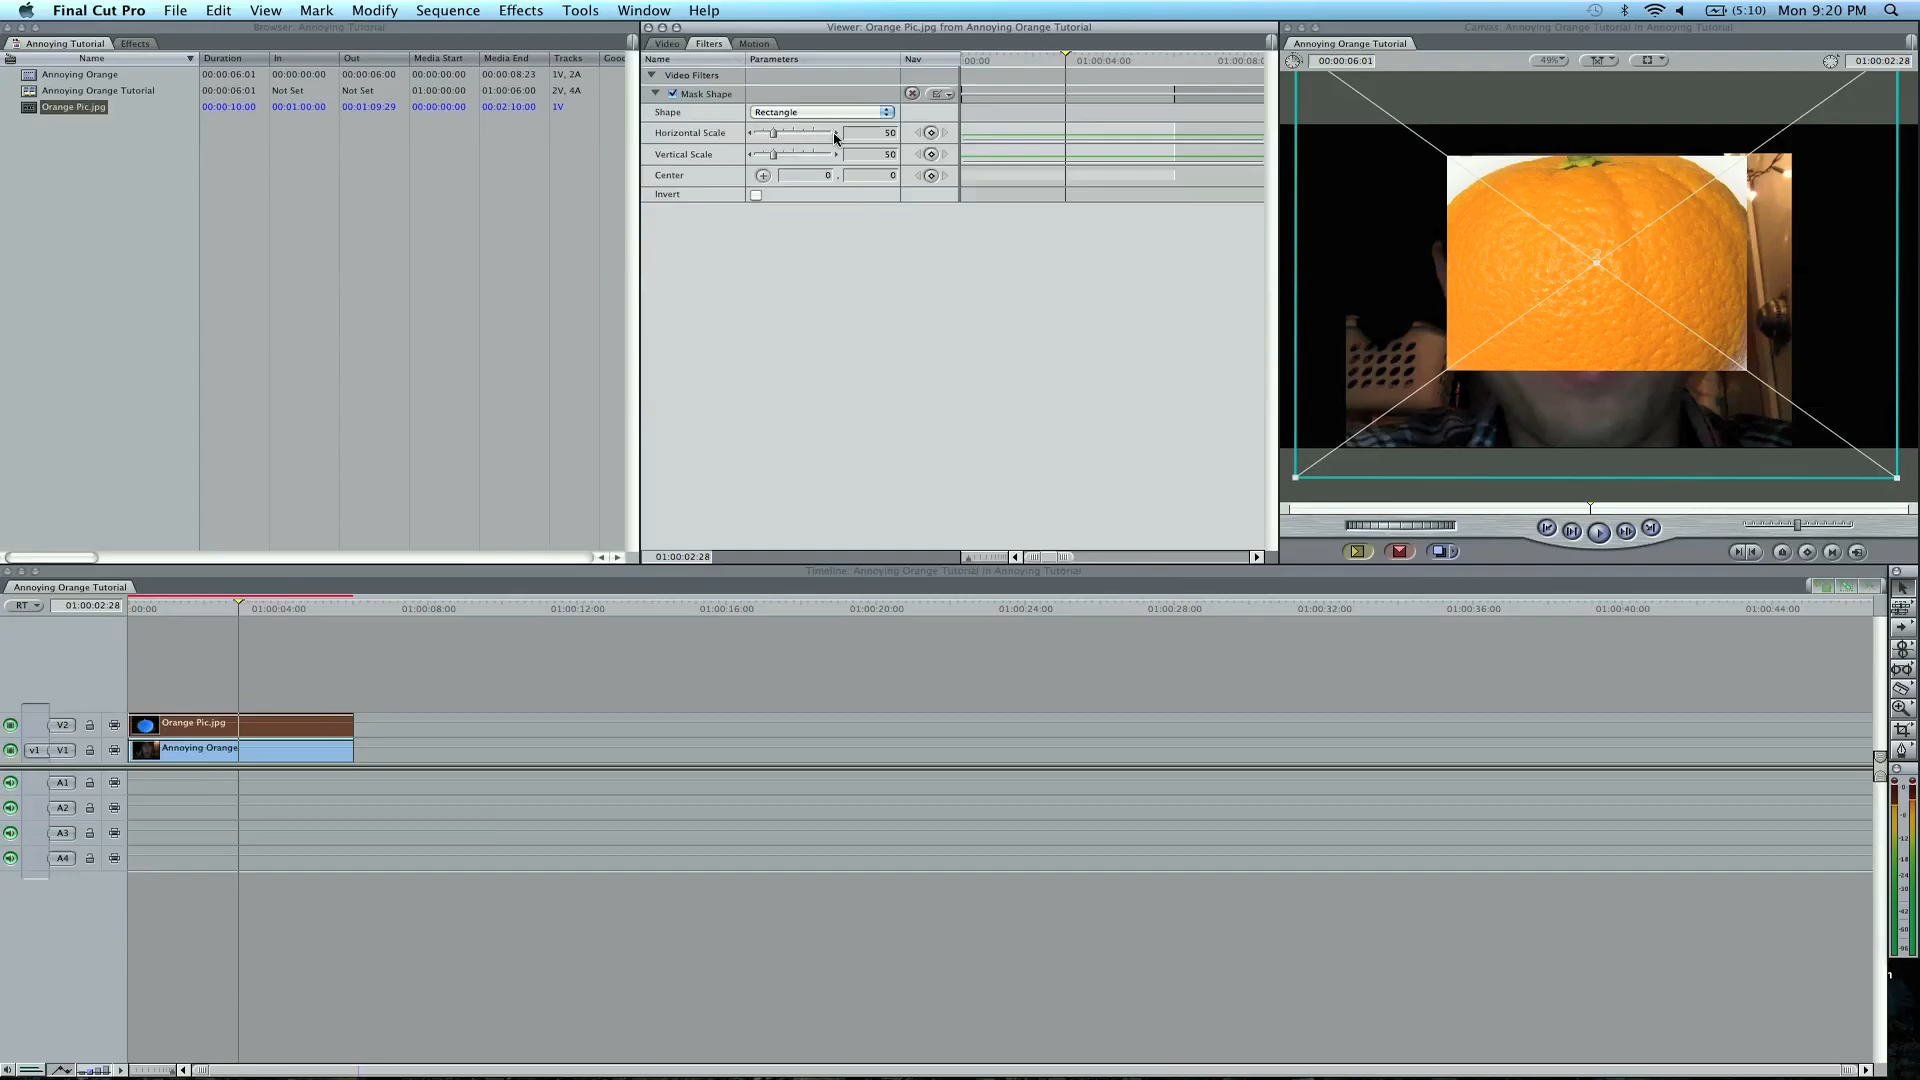 Final Cut Pro File Edit View Mark Modify Sequence Effects Tools Window Help (5:10) Mon 9:20 PM
Browser: Annoying Tutorial
Annoying Tutorial Effects
Name Duration In Out Media Start Media End Tracks Good
Annoying Orange 00:00:06:01 00:00:00:00 00:00:06:00 00:00:00:00 00:00:08:23 1V, 2A
Annoying Orange Tutorial 00:00:06:01 Not Set Not Set 01:00:00:00 01:00:06:00 2V, 4A
Orange Pic.jpg 00:00:10:00 00:01:00:00 00:01:09:29 00:00:00:00 00:02:10:00 1V
Viewer: Orange Pic.jpg from Annoying Orange Tutorial
Video Filters Motion
Name Parameters Nav 00:00 01:00:04:00 01:00:08:0
Video Filters
Mask Shape
Shape Rectangle
Horizontal Scale 50
Vertical Scale 50
Center 0 , 0
Invert
01:00:02:28
Canvas: Annoying Orange Tutorial in Annoying Tutorial
Annoying Orange Tutorial
00:00:06:01 49% 01:00:02:28
2
Timeline: Annoying Orange Tutorial in Annoying Tutorial
Annoying Orange Tutorial
RT 01:00:02:28 :00:00 01:00:04:00 01:00:08:00 01:00:12:00 01:00:16:00 01:00:20:00 01:00:24:00 01:00:28:00 01:00:32:00 01:00:36:00 01:00:40:00 01:00:44:00
V2 Orange Pic.jpg
v1 V1 Annoying Orange
A1
A2
A3
A4
0
-6
-12
-18
-24
-30
-42
-60
-96